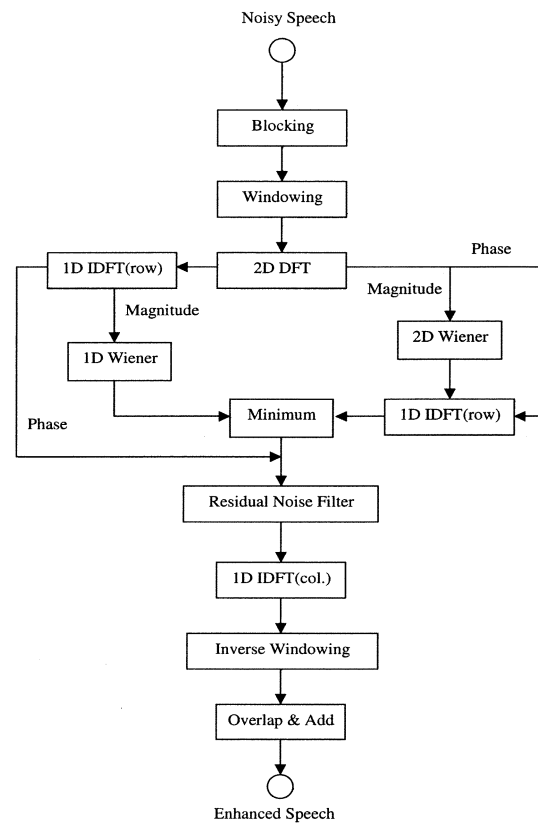 Noisy Speech
Blocking
Windowing
Phase
1D IDFT(row)
2D DFT
Magnitude
Magnitude
2D Wiener
1D Wiener
Minimum
1D IDFT(row)
Phase
Residual Noise Filter
1D IDFT(col.)
Inverse Windowing
Overlap & Add
Enhanced Speech